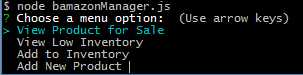 $ node bamazonManager.js
? Choose a menu option:  (Use arrow keys)
> View Product for Sale
  View Low Inventory
  Add to Inventory
  Add New Product